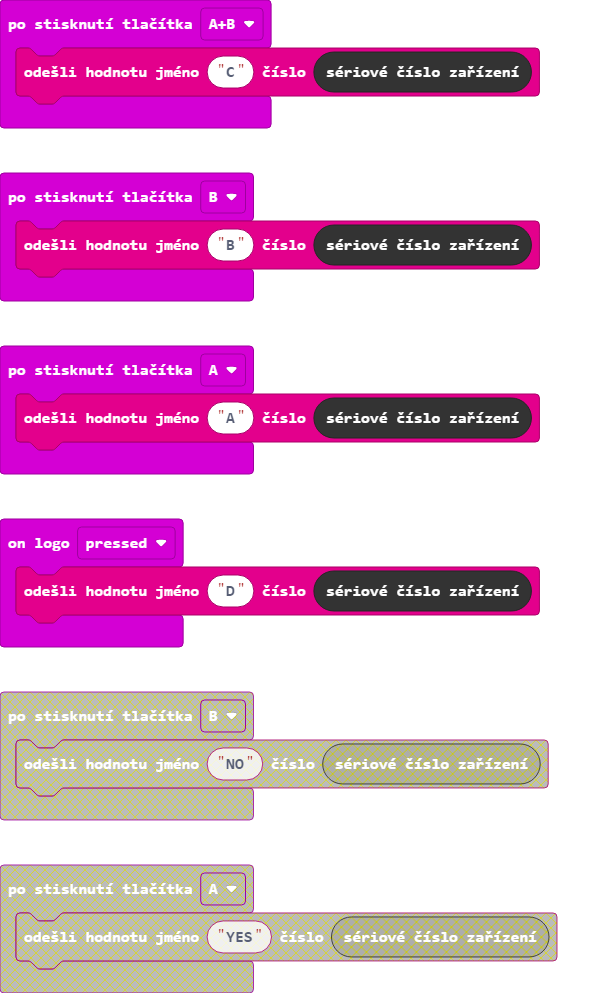 po stisknutí tlačítka A+B
odešli hodnotu jméno "C" číslo sériové číslo zařízení
po stisknutí tlačítka B
odešli hodnotu jméno "B" číslo sériové číslo zařízení
po stisknutí tlačítka A
odešli hodnotu jméno "A" číslo sériové číslo zařízení
on logo pressed
odešli hodnotu jméno "D" číslo sériové číslo zařízení
po stisknutí tlačítka B
odešli hodnotu jméno "NO" číslo sériové číslo zařízení
po stisknutí tlačítka A
odešli hodnotu jméno "YES" číslo sériové číslo zařízení